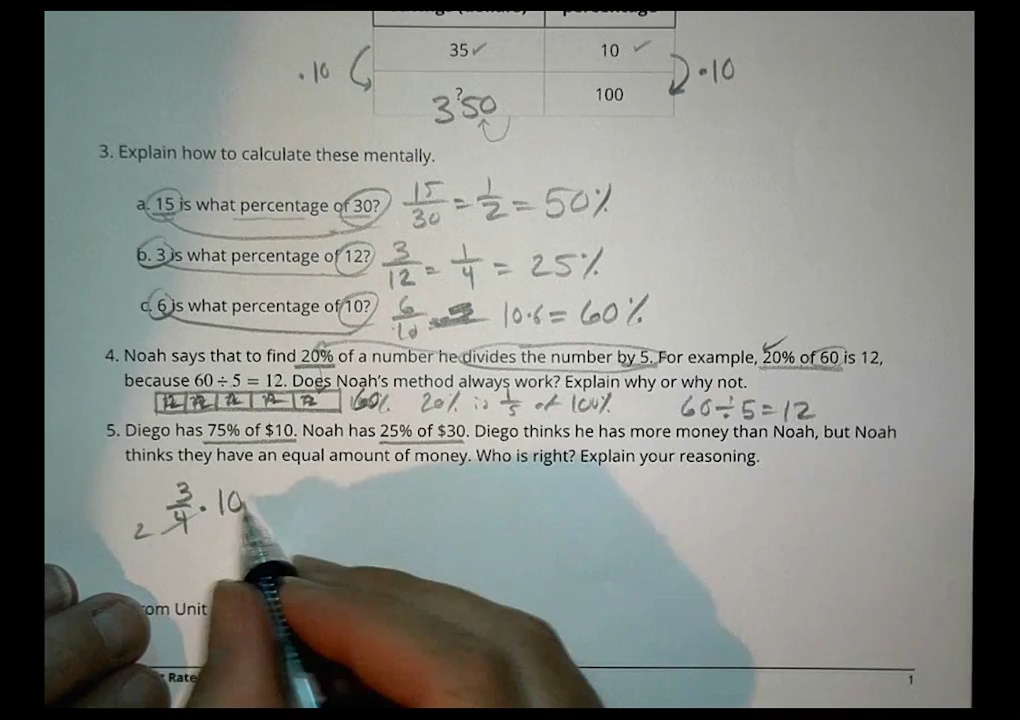 35 ✓ 10 ✓
.10 ·10
3?50 100
3. Explain how to calculate these mentally.
a. 15 is what percentage of 30? 15/30 = 1/2 = 50%
b. 3 is what percentage of 12? 3/12 = 1/4 = 25%
c. 6 is what percentage of 10? 6/10 10·6 = 60%
4. Noah says that to find 20% of a number he divides the number by 5. For example, 20% of 60 is 12,
because 60 ÷ 5 = 12. Does Noah's method always work? Explain why or why not.
12 12 12 12 12 20% is 1/5 of 100% 60÷5=12
5. Diego has 75% of $10. Noah has 25% of $30. Diego thinks he has more money than Noah, but Noah
thinks they have an equal amount of money. Who is right? Explain your reasoning.
3/4 · 10
2
om Unit
Rate 1